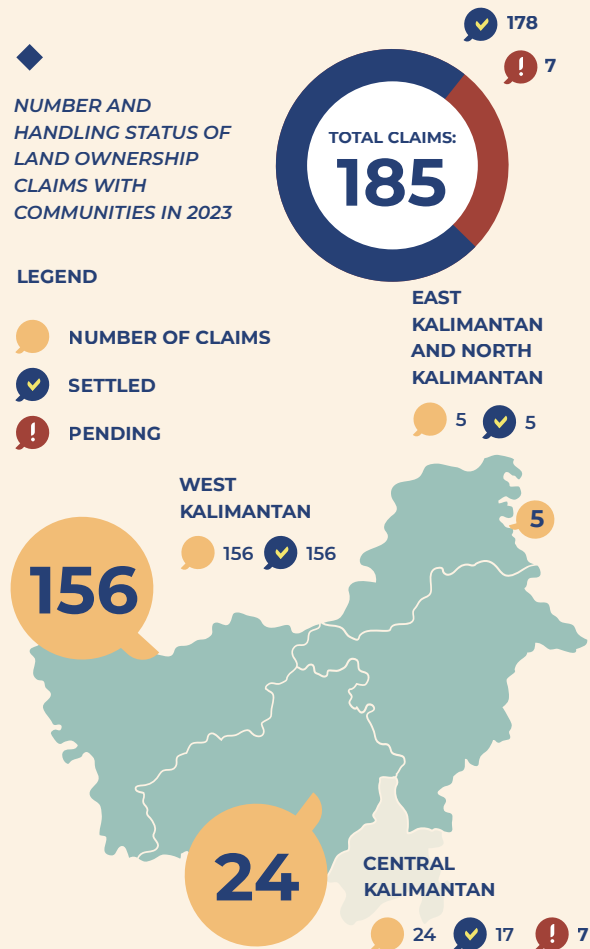 178
7
NUMBER AND
HANDLING STATUS OF
LAND OWNERSHIP
CLAIMS WITH
COMMUNITIES IN 2023
TOTAL CLAIMS:
185
LEGEND
NUMBER OF CLAIMS
SETTLED
PENDING
EAST
KALIMANTAN
AND NORTH
KALIMANTAN
5 5
WEST
KALIMANTAN
156 156
5
156
24
CENTRAL
KALIMANTAN
24 17 7